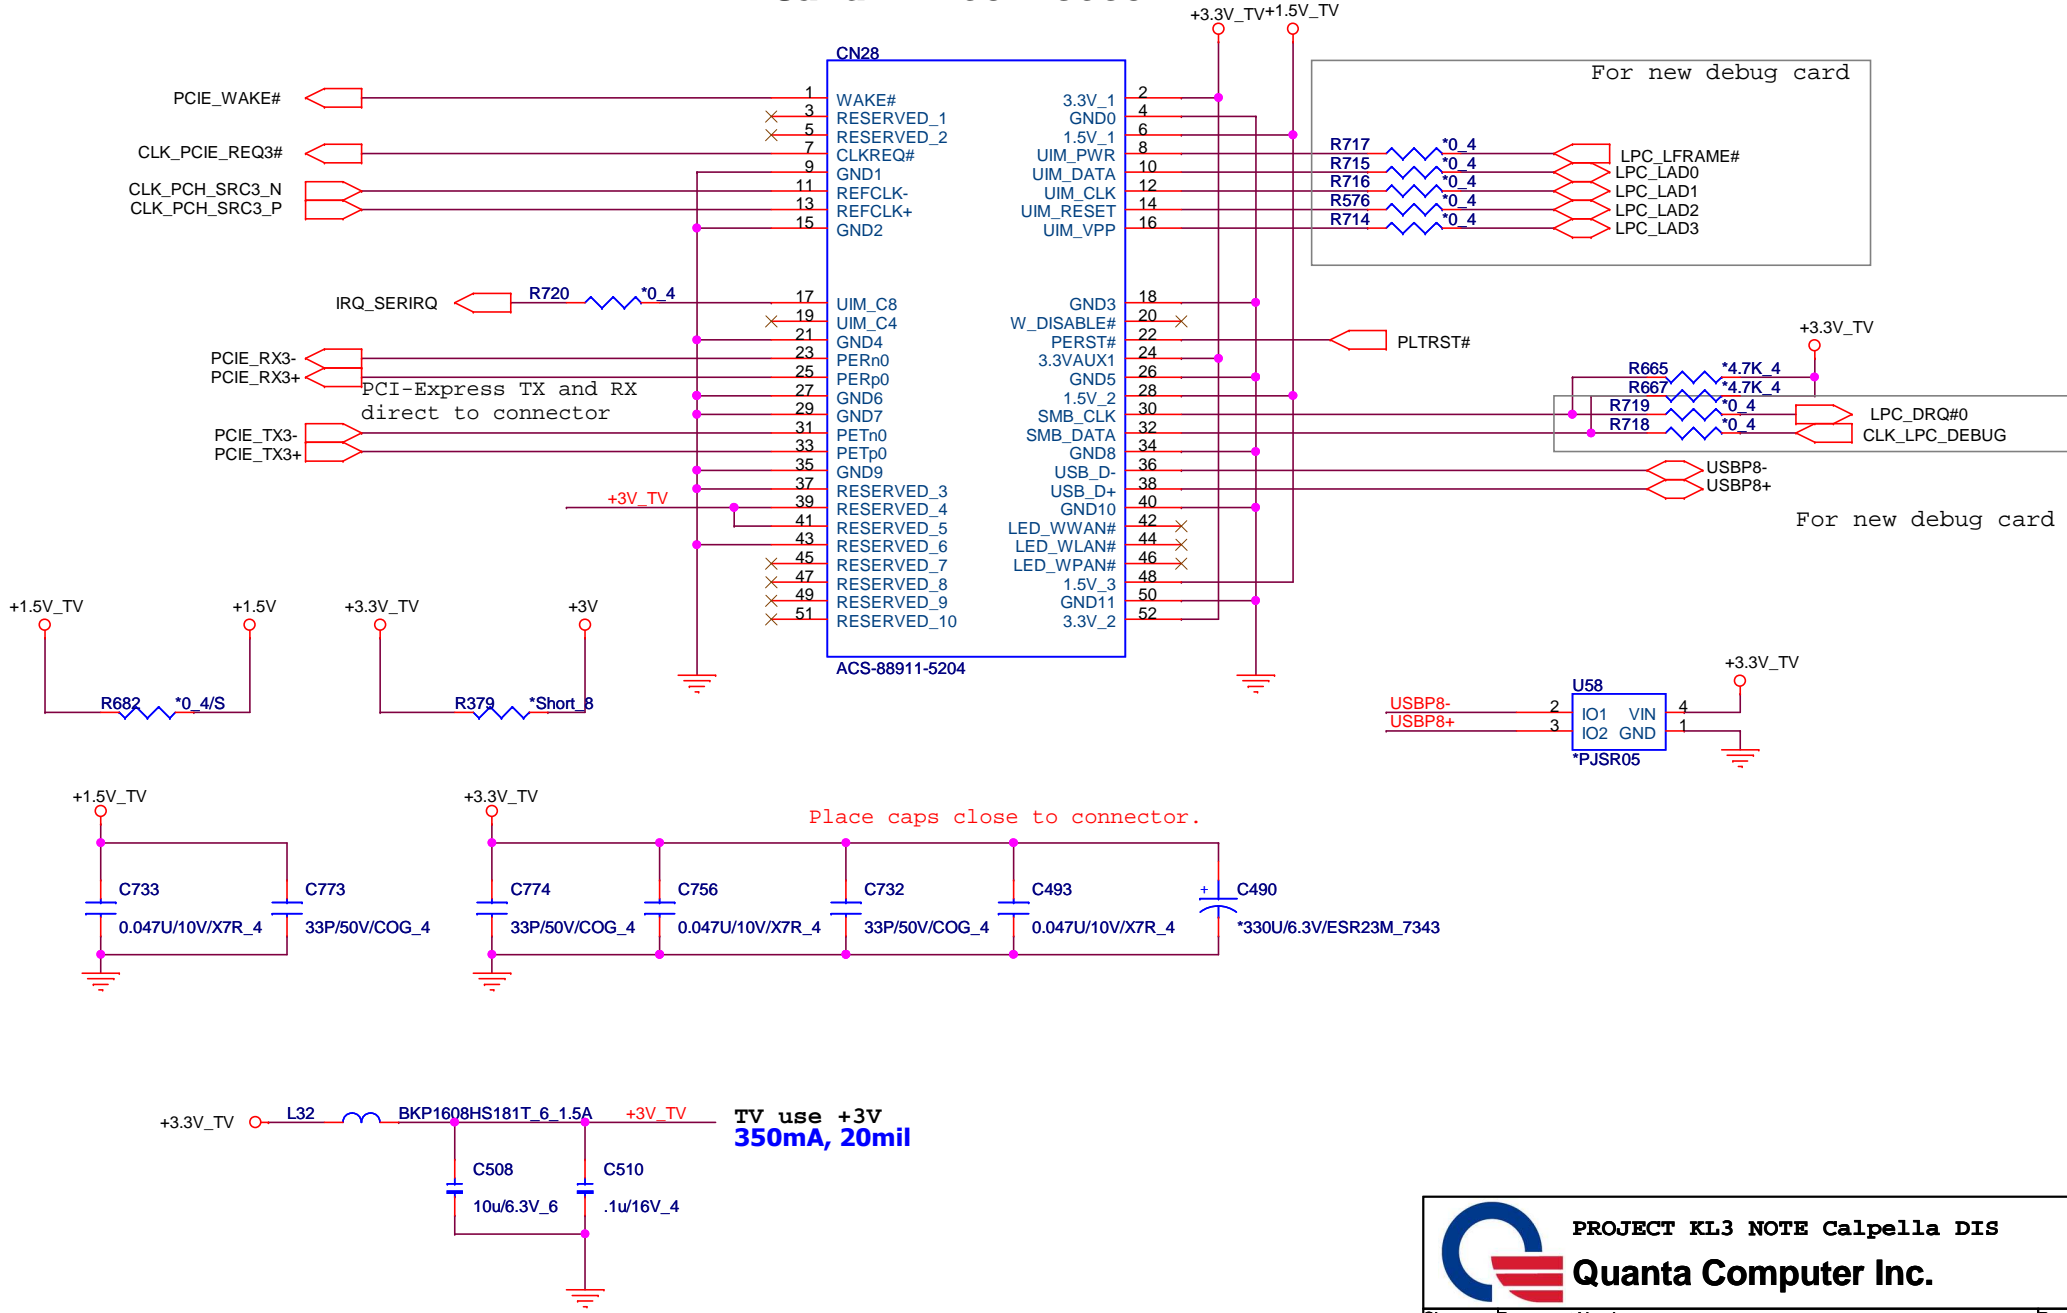 +3.3V_TV
+1.5V_TV
CN28
For new debug card
PCIE_WAKE#
1
WAKE#
3.3V_1
2
3
RESERVED_1
GND0
4
5
RESERVED_2
1.5V_1
6
CLK_PCIE_REQ3#
7
CLKREQ#
UIM_PWR
8
R717
*0_4
LPC_LFRAME#
9
GND1
UIM_DATA
10
R715
*0_4
LPC_LAD0
CLK_PCH_SRC3_N
11
REFCLK-
UIM_CLK
12
R716
*0_4
LPC_LAD1
CLK_PCH_SRC3_P
13
REFCLK+
UIM_RESET
14
R576
*0_4
LPC_LAD2
15
GND2
UIM_VPP
16
R714
*0_4
LPC_LAD3
IRQ_SERIRQ
R720
*0_4
17
UIM_C8
GND3
18
19
UIM_C4
W_DISABLE#
20
21
GND4
PERST#
22
PLTRST#
+3.3V_TV
PCIE_RX3-
23
PERn0
3.3VAUX1
24
PCIE_RX3+
25
PERp0
GND5
26
R665
*4.7K_4
PCI-Express TX and RX
direct to connector
27
GND6
1.5V_2
28
R667
*4.7K_4
29
GND7
SMB_CLK
30
R719
*0_4
LPC_DRQ#0
PCIE_TX3-
31
PETn0
SMB_DATA
32
R718
*0_4
CLK_LPC_DEBUG
PCIE_TX3+
33
PETp0
GND8
34
35
GND9
USB_D-
36
USBP8-
37
RESERVED_3
USB_D+
38
USBP8+
+3V_TV
39
RESERVED_4
GND10
40
41
RESERVED_5
LED_WWAN#
42
For new debug card
43
RESERVED_6
LED_WLAN#
44
45
RESERVED_7
LED_WPAN#
46
47
RESERVED_8
1.5V_3
48
49
RESERVED_9
GND11
50
51
RESERVED_10
3.3V_2
52
ACS-88911-5204
+1.5V_TV
+1.5V
+3.3V_TV
+3V
R682
*0_4/S
R379
*Short_8
+3.3V_TV
U58
USBP8-
2
IO1
VIN
4
USBP8+
3
IO2
GND
1
*PJSR05
+1.5V_TV
+3.3V_TV
Place caps close to connector.
C733
0.047U/10V/X7R_4
C773
33P/50V/COG_4
C774
33P/50V/COG_4
C756
0.047U/10V/X7R_4
C732
33P/50V/COG_4
C493
0.047U/10V/X7R_4
+
C490
*330U/6.3V/ESR23M_7343
+3.3V_TV
L32
BKP1608HS181T_6_1.5A
+3V_TV
TV use +3V
350mA, 20mil
C508
10u/6.3V_6
C510
.1u/16V_4
PROJECT KL3 NOTE Calpella DIS
Quanta Computer Inc.